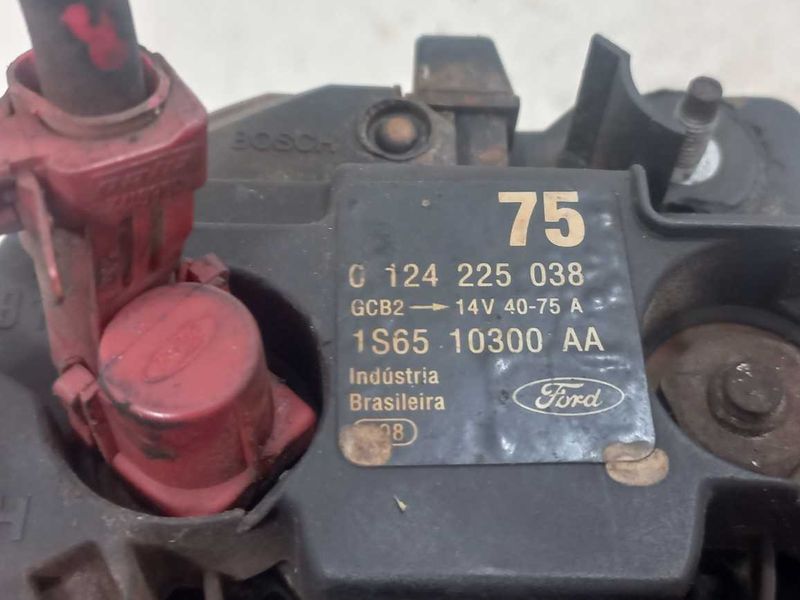 BOSCH
75
0 124 225 038
GCB2 → 14V 40-75 A
1S65 10300 AA
Indústria
Brasileira
Ford